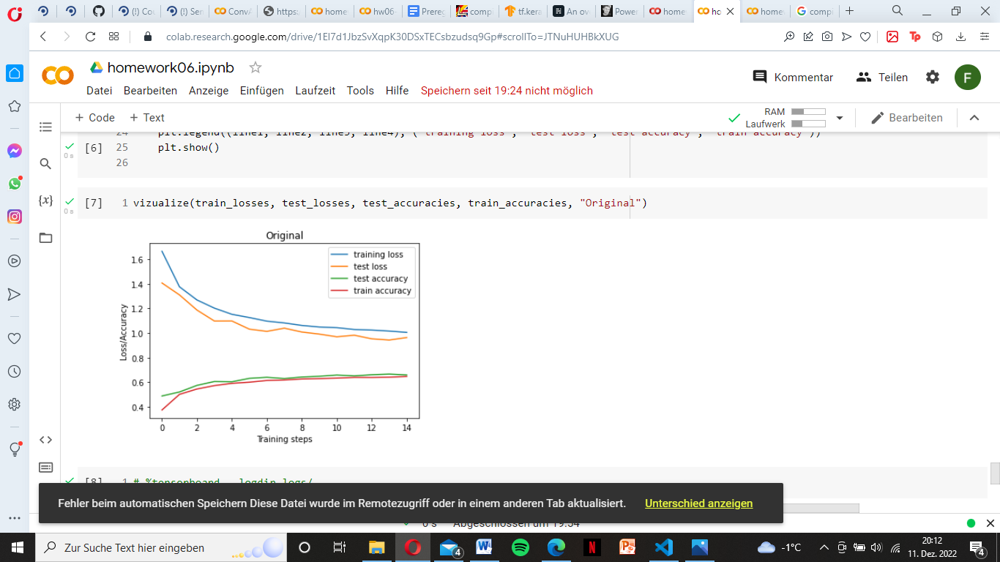 (!) Cou
(!) Sem
ConvA
https:
home
hw06-
Prereg
comp
tf.kera
An ov
Power
home
ho
home
compi
colab.research.google.com/drive/1EI7d1JbzSvXqpK30DSxTECsbzudsq9Gp#scrollTo=JTNuHUHBkXUG
homework06.ipynb
Kommentar
Teilen
F
Datei Bearbeiten Anzeige Einfügen Laufzeit Tools Hilfe Speichern seit 19:24 nicht möglich
+ Code + Text
RAM
Laufwerk
Bearbeiten
24 plt.legend((line1, line2, line3, line4), ("training loss", "test loss", "test accuracy", "train accuracy"))
[6] 25 plt.show()
0 s
26
{x}
[7] 1 vizualize(train_losses, test_losses, test_accuracies, train_accuracies, "Original")
0 s
Original
training loss
test loss
test accuracy
train accuracy
1.6
1.4
1.2
1.0
0.8
0.6
0.4
Loss/Accuracy
0 2 4 6 8 10 12 14
Training steps
[8] 1 # %tensorboard --logdir logs/
Fehler beim automatischen Speichern Diese Datei wurde im Remotezugriff oder in einem anderen Tab aktualisiert. Unterschied anzeigen
0 s Abgeschlossen um 19:54
Zur Suche Text hier eingeben
4
-1°C
20:12
11. Dez. 2022
4